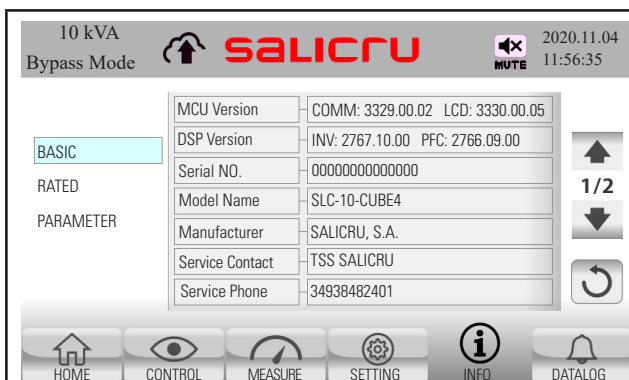 10 kVA
Bypass Mode
SALICRU
MUTE
2020.11.04
11:56:35
BASIC
RATED
PARAMETER
MCU Version COMM: 3329.00.02 LCD: 3330.00.05
DSP Version INV: 2767.10.00 PFC: 2766.09.00
Serial NO. 00000000000000
Model Name SLC-10-CUBE4
Manufacturer SALICRU, S.A.
Service Contact TSS SALICRU
Service Phone 34938482401
1/2
HOME CONTROL MEASURE SETTING INFO DATALOG